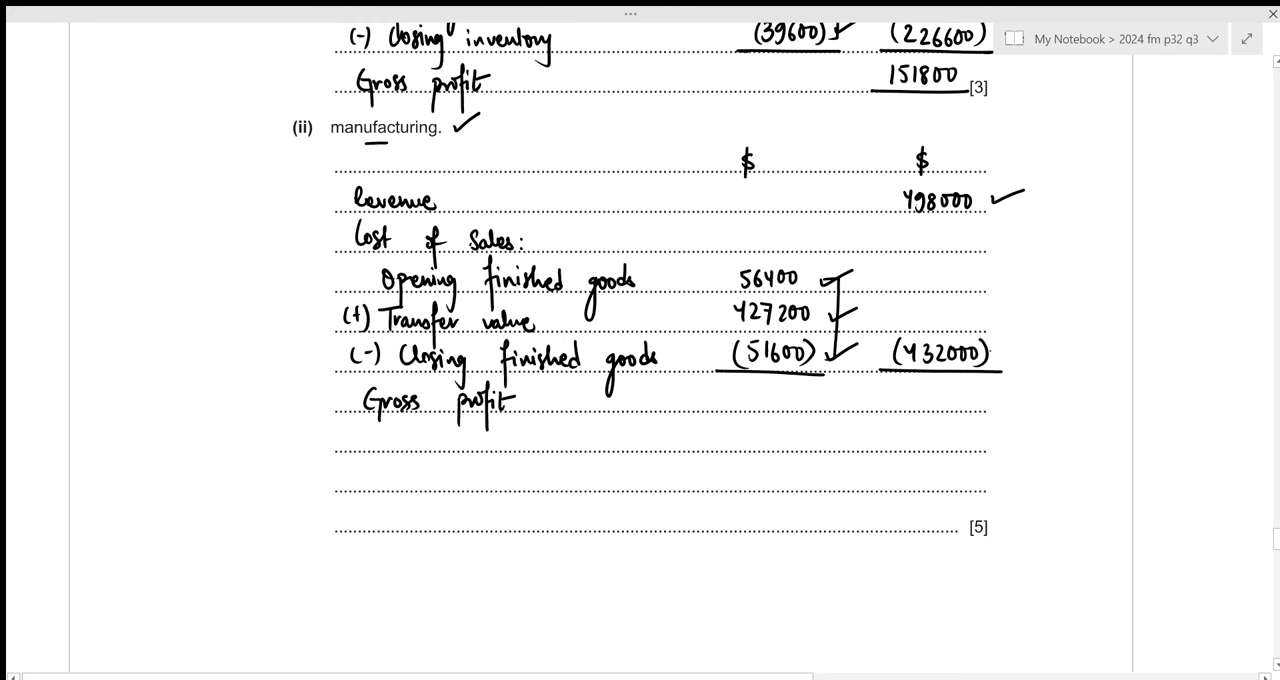 ...
(-) Closing inventory (39600) (226600)
My Notebook > 2024 fm p32 q3
Gross profit 151800 [3]
(ii) manufacturing.
$ $
Revenue 498000
Cost of Sales:
Opening finished goods 56400
(+) Transfer value 427200
(-) Closing finished goods (51600) (432000)
Gross profit
[5]